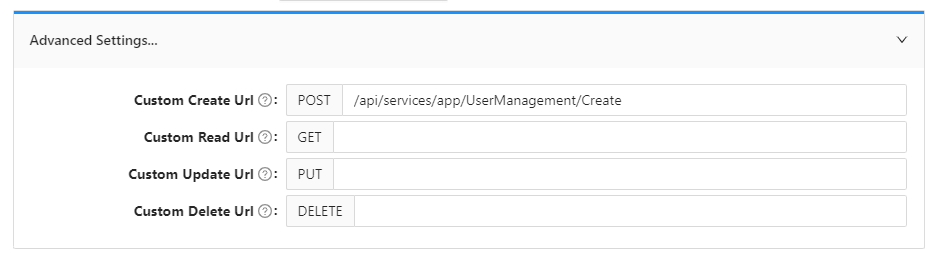 Advanced Settings...
Custom Create Url ?: POST /api/services/app/UserManagement/Create
Custom Read Url ?: GET
Custom Update Url ?: PUT
Custom Delete Url ?: DELETE